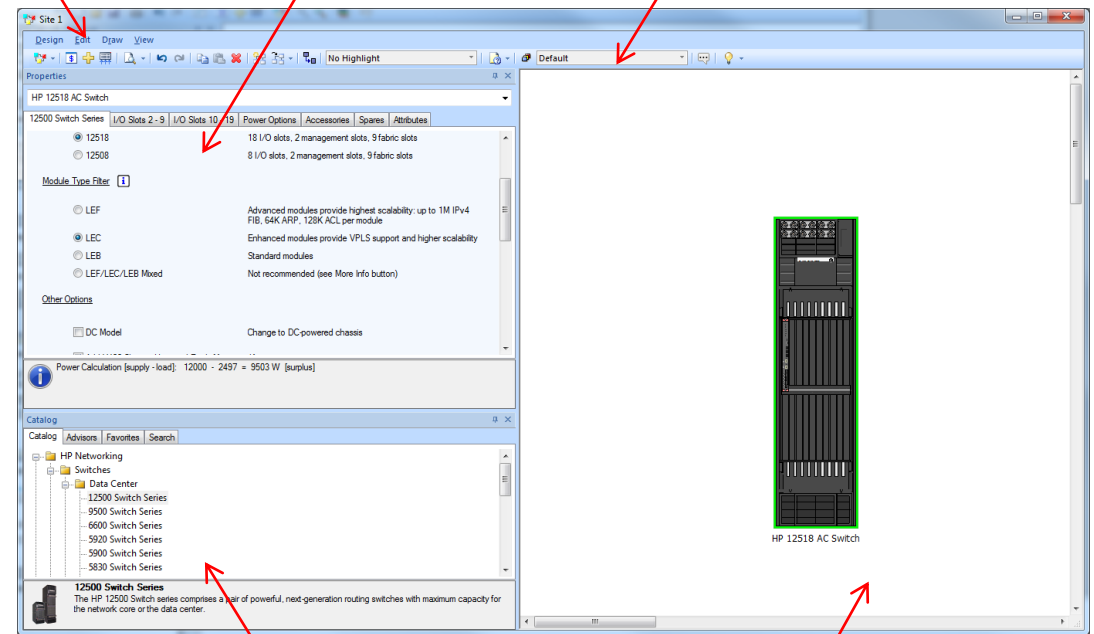 Site 1
Design Edit Draw View
No Highlight
Default
Properties
HP 12518 AC Switch
12500 Switch Series I/O Slots 2 - 9 I/O Slots 10 - 19 Power Options Accessories Spares Attributes
12518 18 I/O slots, 2 management slots, 9 fabric slots
12508 8 I/O slots, 2 management slots, 9 fabric slots
Module Type Filter i
LEF Advanced modules provide highest scalability: up to 1M IPv4
FIB, 64K ARP, 128K ACL per module
LEC Enhanced modules provide VPLS support and higher scalability
LEB Standard modules
LEF/LEC/LEB Mixed Not recommended (see More Info button)
Other Options
DC Model Change to DC-powered chassis
Power Calculation [supply - load]: 12000 - 2497 = 9503 W [surplus]
Catalog
Catalog Advisors Favorites Search
HP Networking
Switches
Data Center
12500 Switch Series
9500 Switch Series
6600 Switch Series
5920 Switch Series
5900 Switch Series
5830 Switch Series
12500 Switch Series
The HP 12500 Switch series comprises a pair of powerful, next-generation routing switches with maximum capacity for
the network core or the data center.
HP 12518 AC Switch